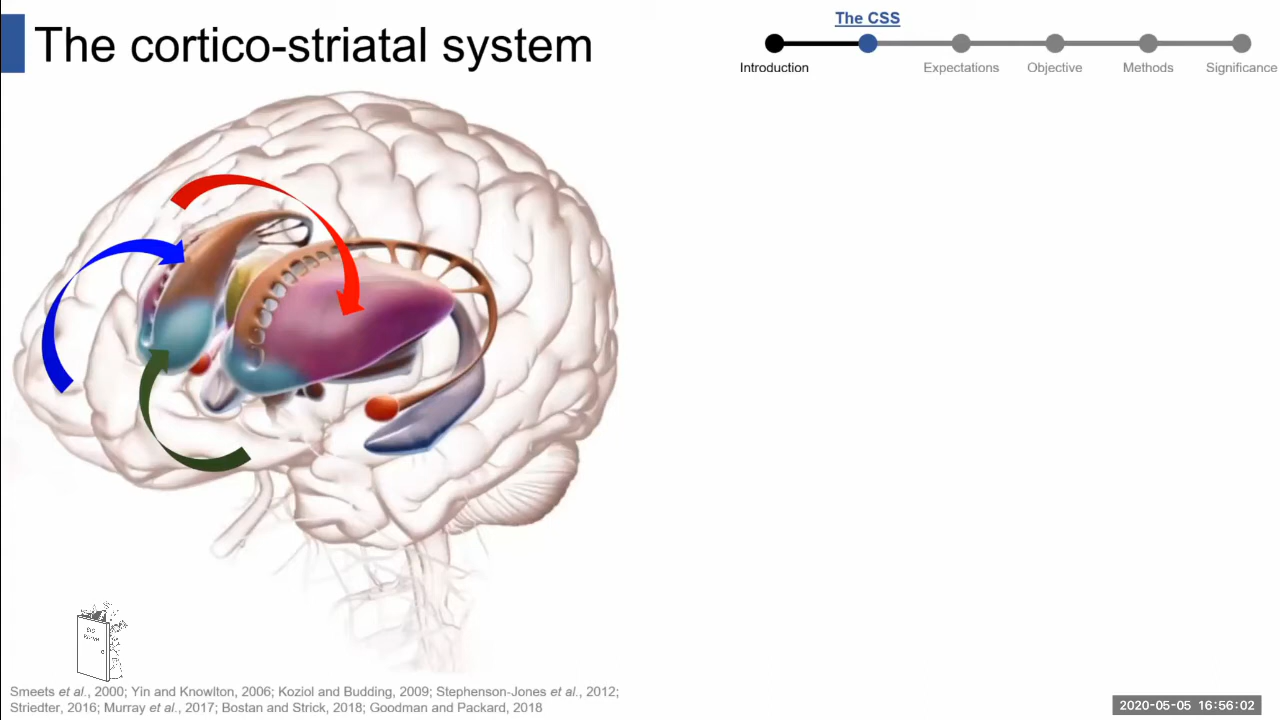 The cortico-striatal system
The CSS
Introduction
Expectations
Objective
Methods
Significance
Smeets et al., 2000; Yin and Knowlton, 2006; Koziol and Budding, 2009; Stephenson-Jones et al., 2012;
Striedter, 2016; Murray et al., 2017; Bostan and Strick, 2018; Goodman and Packard, 2018
2020-05-05 16:56:02